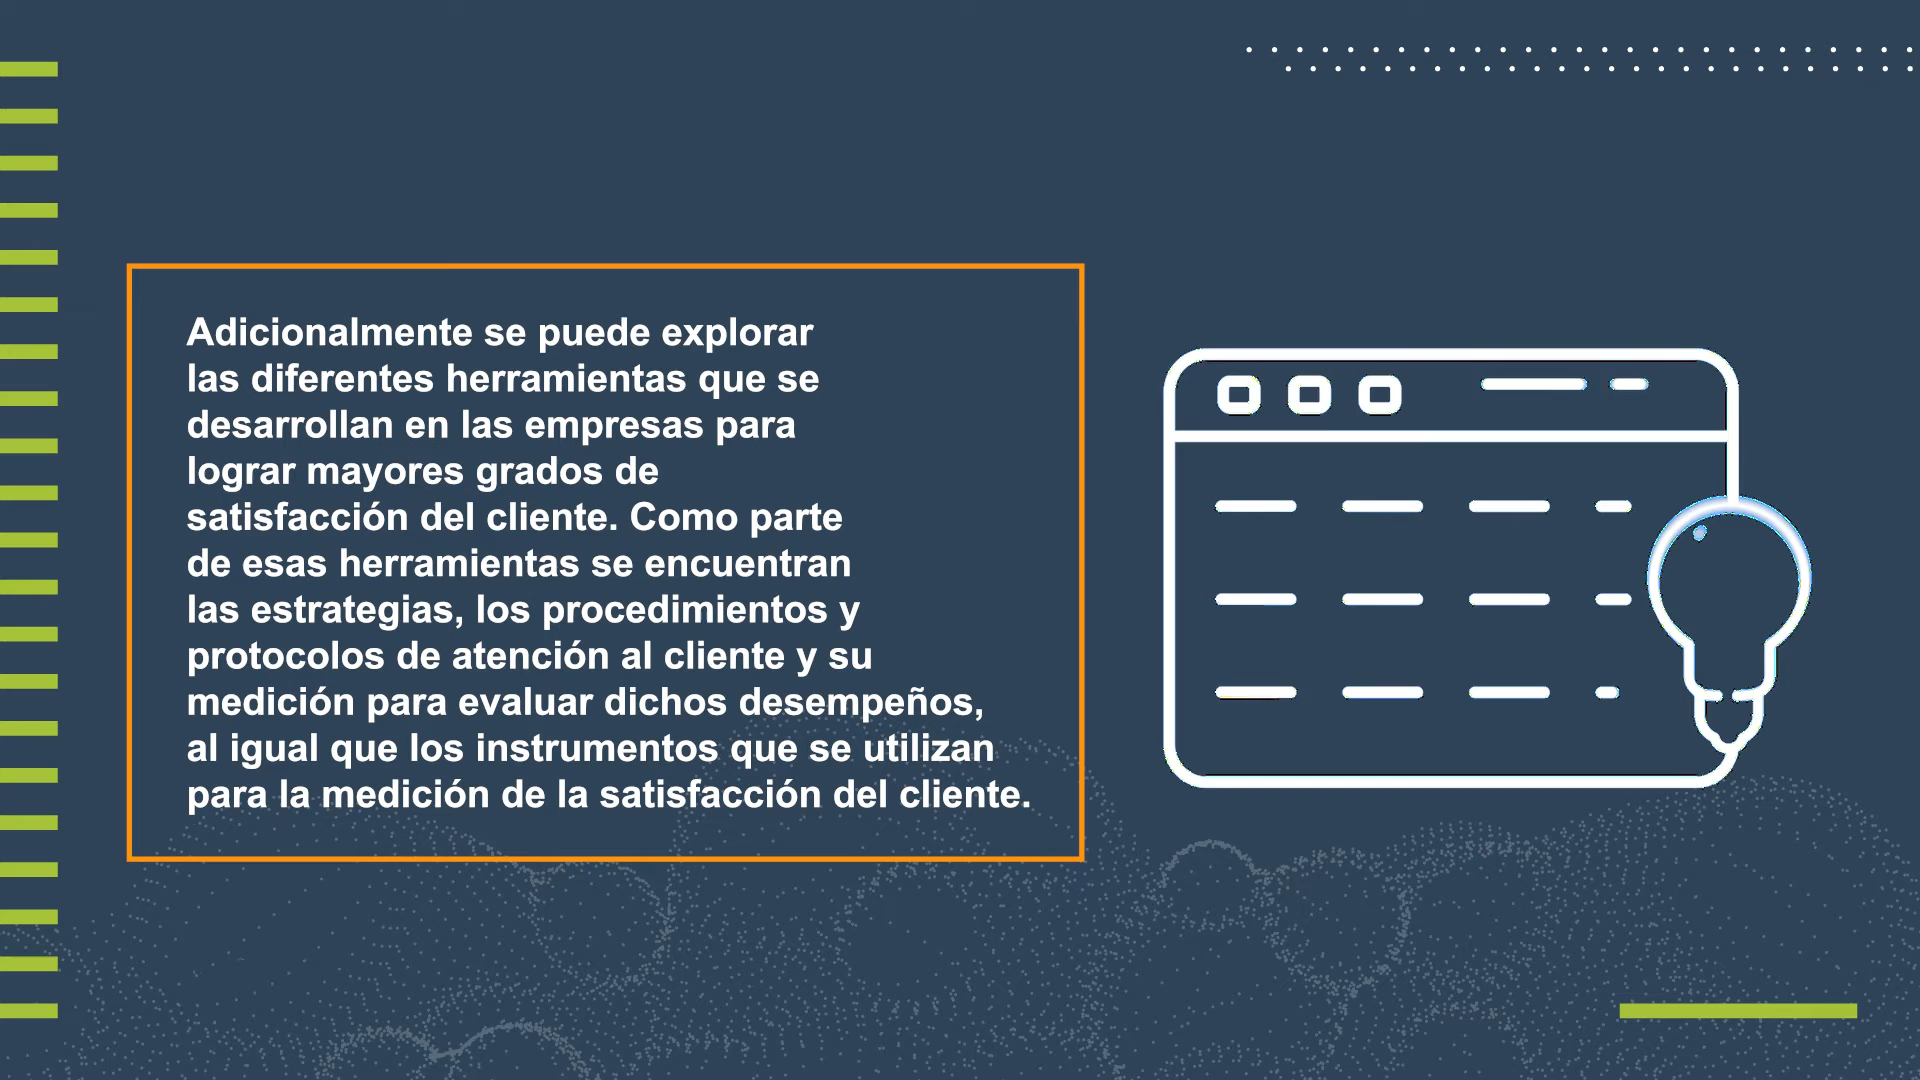 Adicionalmente se puede explorar
las diferentes herramientas que se
desarrollan en las empresas para
lograr mayores grados de
satisfacción del cliente. Como parte
de esas herramientas se encuentran
las estrategias, los procedimientos y
protocolos de atención al cliente y su
medición para evaluar dichos desempeños,
al igual que los instrumentos que se utilizan
para la medición de la satisfacción del cliente.